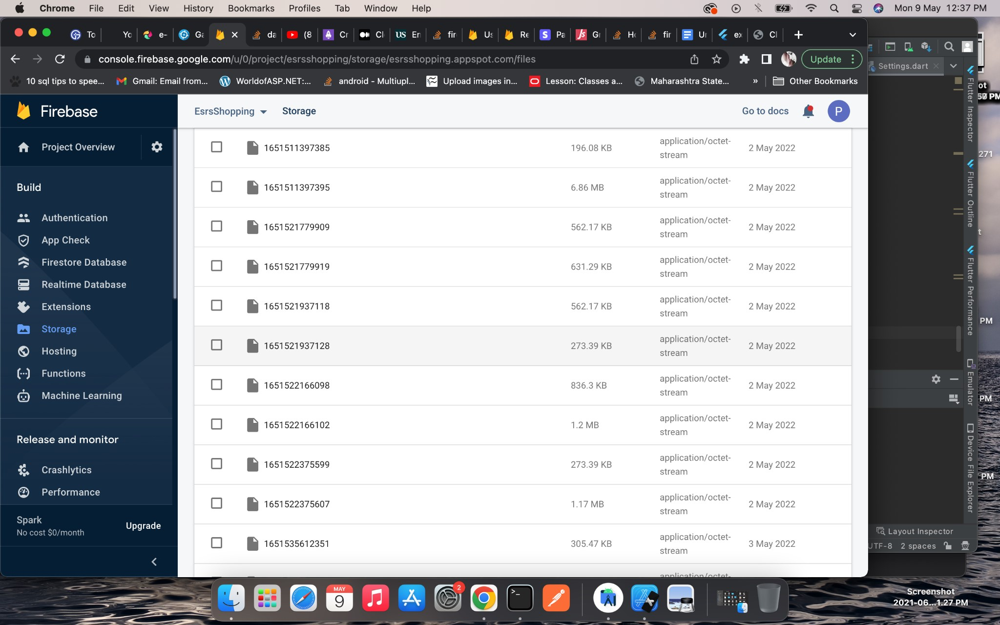 Chrome File Edit View History Bookmarks Profiles Tab Window Help Mon 9 May 12:37 PM
To Yo e- Ga da (8 Cr Cl US En fir Us Re S Pa Js Gr Ho fir Ur ex Cl
console.firebase.google.com/u/0/project/esrsshopping/storage/esrsshopping.appspot.com/files Update
Settings.dart
10 sql tips to spee... Gmail: Email from... WorldofASP.NET:... android - Multiupl... Upload images in... Lesson: Classes a... Maharashtra State... » Other Bookmarks
Firebase
EsrsShopping Storage Go to docs P
Project Overview
Build
Authentication
App Check
Firestore Database
Realtime Database
Extensions
Storage
Hosting
Functions
Machine Learning
Release and monitor
Crashlytics
Performance
Spark
No cost $0/month
Upgrade
1651511397385 196.08 KB application/octet-
stream 2 May 2022
1651511397395 6.86 MB application/octet-
stream 2 May 2022
1651521779909 562.17 KB application/octet-
stream 2 May 2022
1651521779919 631.29 KB application/octet-
stream 2 May 2022
1651521937118 562.17 KB application/octet-
stream 2 May 2022
1651521937128 273.39 KB application/octet-
stream 2 May 2022
1651522166098 836.3 KB application/octet-
stream 2 May 2022
1651522166102 1.2 MB application/octet-
stream 2 May 2022
1651522375599 273.39 KB application/octet-
stream 2 May 2022
1651522375607 1.17 MB application/octet-
stream 2 May 2022
1651535612351 305.47 KB application/octet-
stream 3 May 2022
application/octet-
Flutter Inspector
Flutter Outline
Flutter Performance
Emulator
Device File Explorer
Layout Inspector
UTF-8 2 spaces
ot
PM
271
t
PM
PM
PM
MAY
9
2
Screenshot
2021-06...1.27 PM